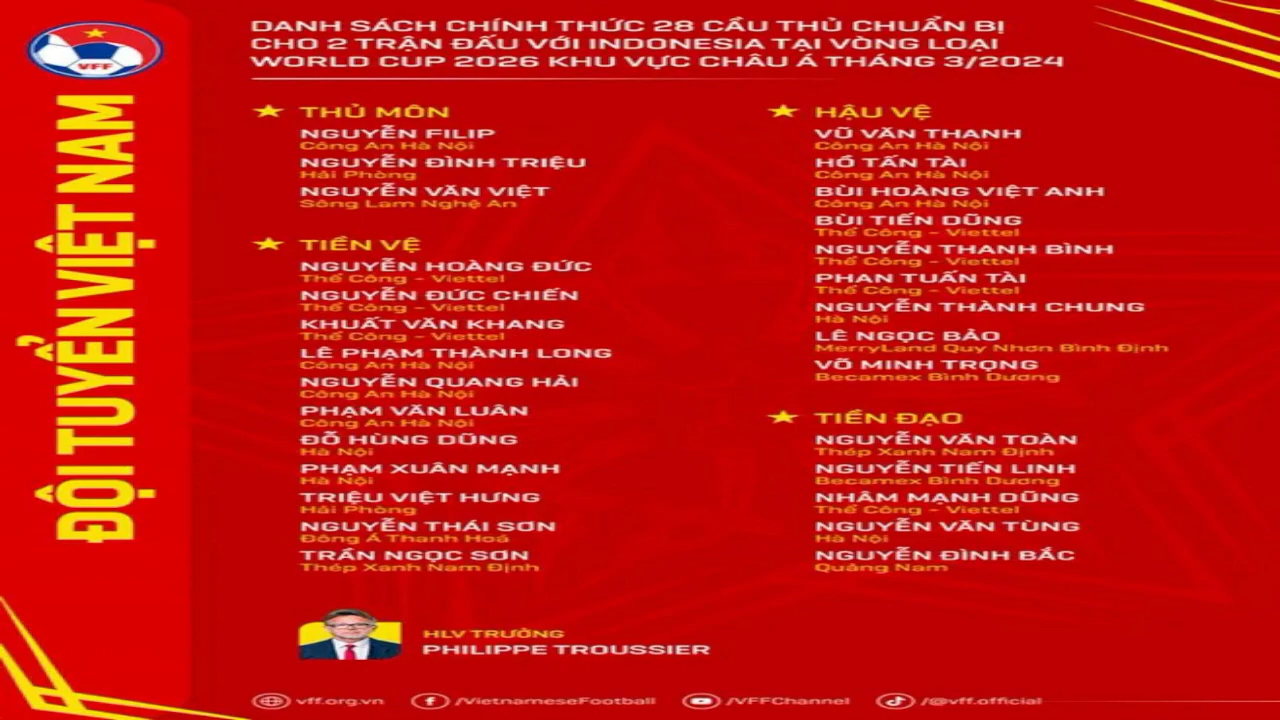 VFF
ĐỘI TUYỂN VIỆT NAM
DANH SÁCH CHÍNH THỨC 28 CẦU THỦ CHUẨN BỊ
CHO 2 TRẬN ĐẤU VỚI INDONESIA TẠI VÒNG LOẠI
WORLD CUP 2026 KHU VỰC CHÂU Á THÁNG 3/2024
THỦ MÔN
NGUYỄN FILIP
Công An Hà Nội
NGUYỄN ĐÌNH TRIỆU
Hải Phòng
NGUYỄN VĂN VIỆT
Sông Lam Nghệ An
TIỀN VỆ
NGUYỄN HOÀNG ĐỨC
Thể Công - Viettel
NGUYỄN ĐỨC CHIẾN
Thể Công - Viettel
KHUẤT VĂN KHANG
Thể Công - Viettel
LÊ PHẠM THÀNH LONG
Công An Hà Nội
NGUYỄN QUANG HẢI
Công An Hà Nội
PHẠM VĂN LUÂN
Công An Hà Nội
ĐỖ HÙNG DŨNG
Hà Nội
PHẠM XUÂN MẠNH
Hà Nội
TRIỆU VIỆT HƯNG
Hải Phòng
NGUYỄN THÁI SƠN
Đông Á Thanh Hoá
TRẦN NGỌC SƠN
Thép Xanh Nam Định
HẬU VỆ
VŨ VĂN THANH
Công An Hà Nội
HỒ TẤN TÀI
Công An Hà Nội
BÙI HOÀNG VIỆT ANH
Công An Hà Nội
BÙI TIẾN DŨNG
Thể Công - Viettel
NGUYỄN THANH BÌNH
Thể Công - Viettel
PHAN TUẤN TÀI
Thể Công - Viettel
NGUYỄN THÀNH CHUNG
Hà Nội
LÊ NGỌC BẢO
MerryLand Quy Nhơn Bình Định
VÕ MINH TRỌNG
Becamex Bình Dương
TIỀN ĐẠO
NGUYỄN VĂN TOÀN
Thép Xanh Nam Định
NGUYỄN TIẾN LINH
Becamex Bình Dương
NHÂM MẠNH DŨNG
Thể Công - Viettel
NGUYỄN VĂN TÙNG
Hà Nội
NGUYỄN ĐÌNH BẮC
Quảng Nam
HLV TRƯỞNG
PHILIPPE TROUSSIER
vff.org.vn
/VietnameseFootball
/VFFChannel
/@vff.official